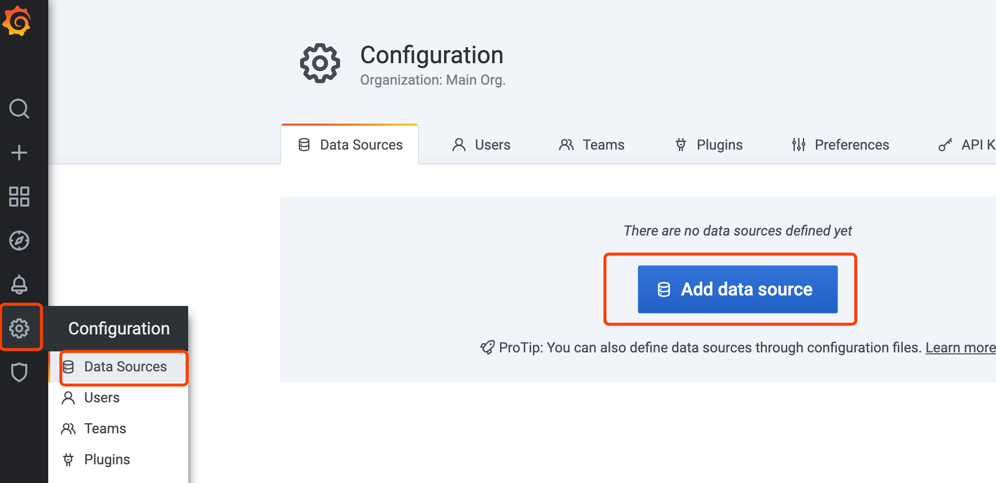 Configuration
Organization: Main Org.
Data Sources Users Teams Plugins Preferences API K
There are no data sources defined yet
Add data source
ProTip: You can also define data sources through configuration files. Learn more
Configuration
Data Sources
Users
Teams
Plugins